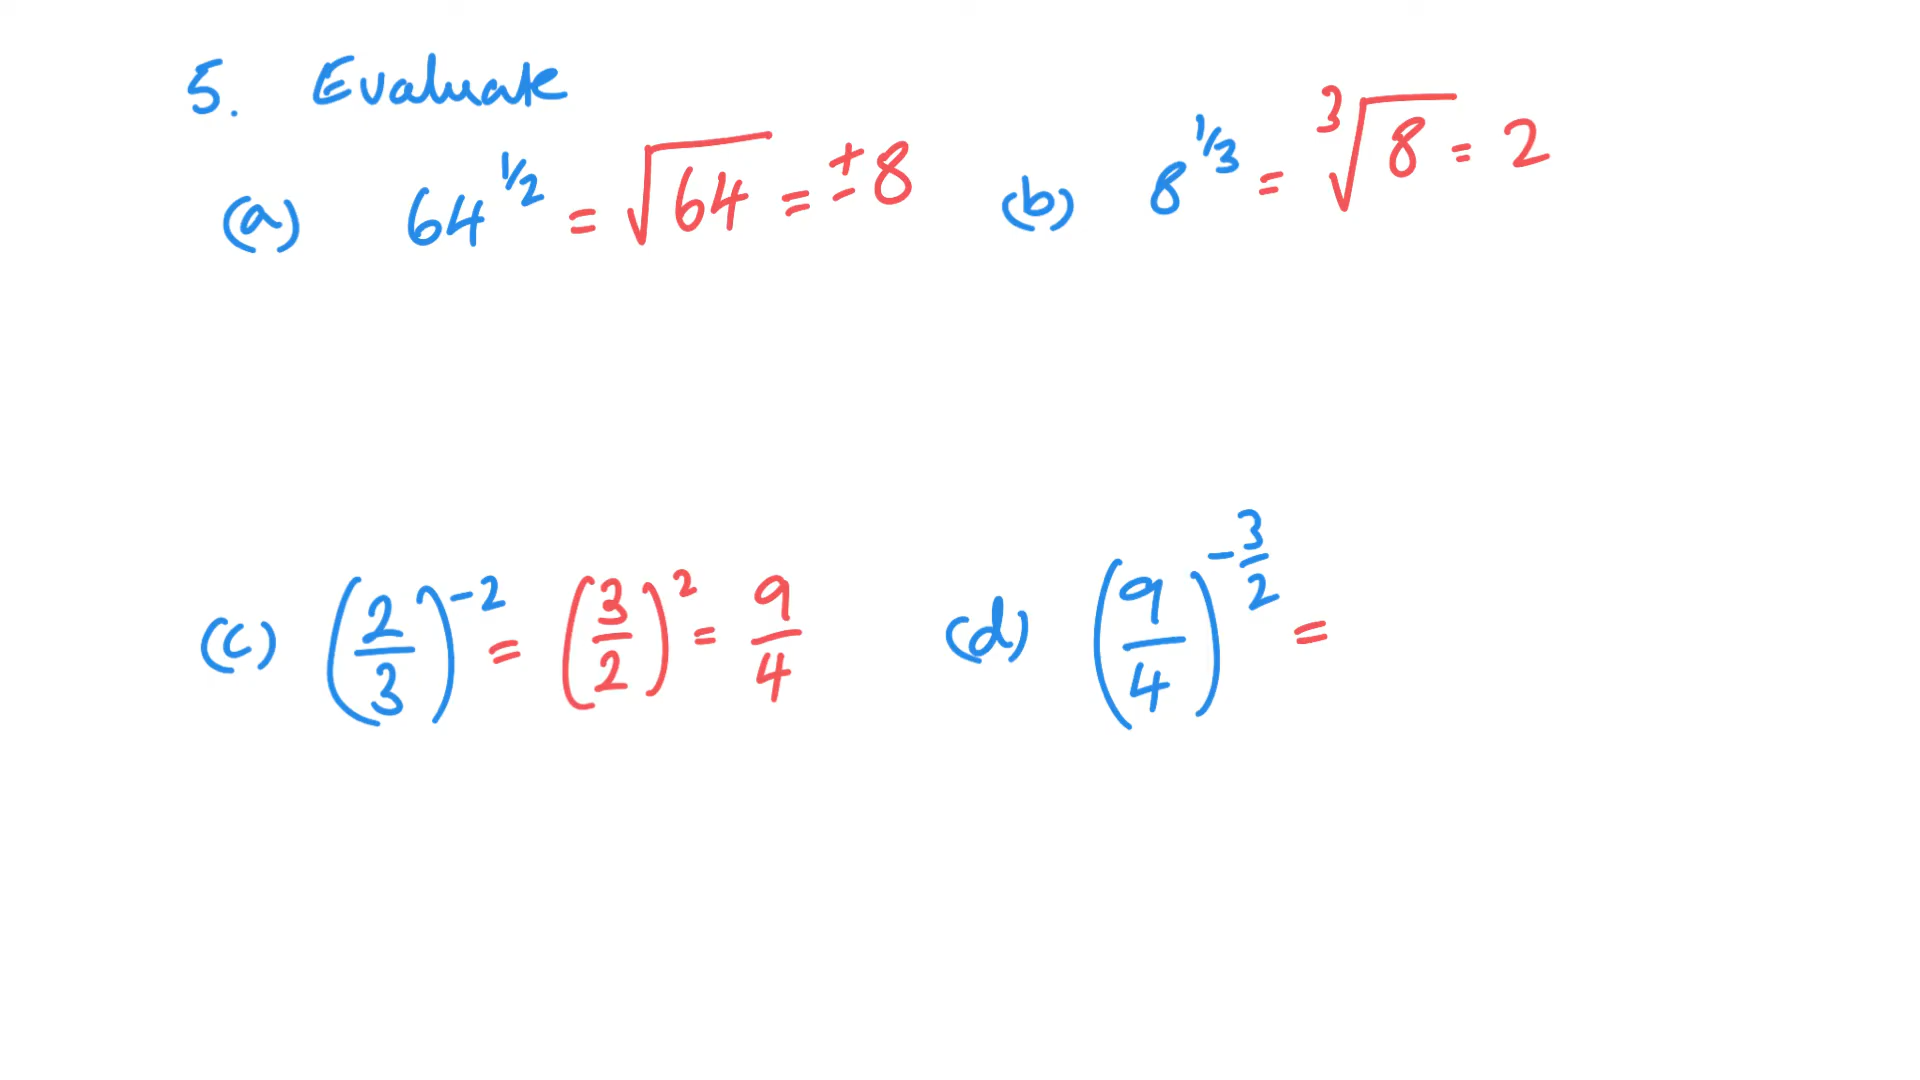 5. Evaluate
(a) 64^1/2 = √64 = ±8 (b) 8^1/3 = ∛8 = 2
(c) (2/3)^-2 = (3/2)^2 = 9/4 (d) (9/4)^-3/2 =